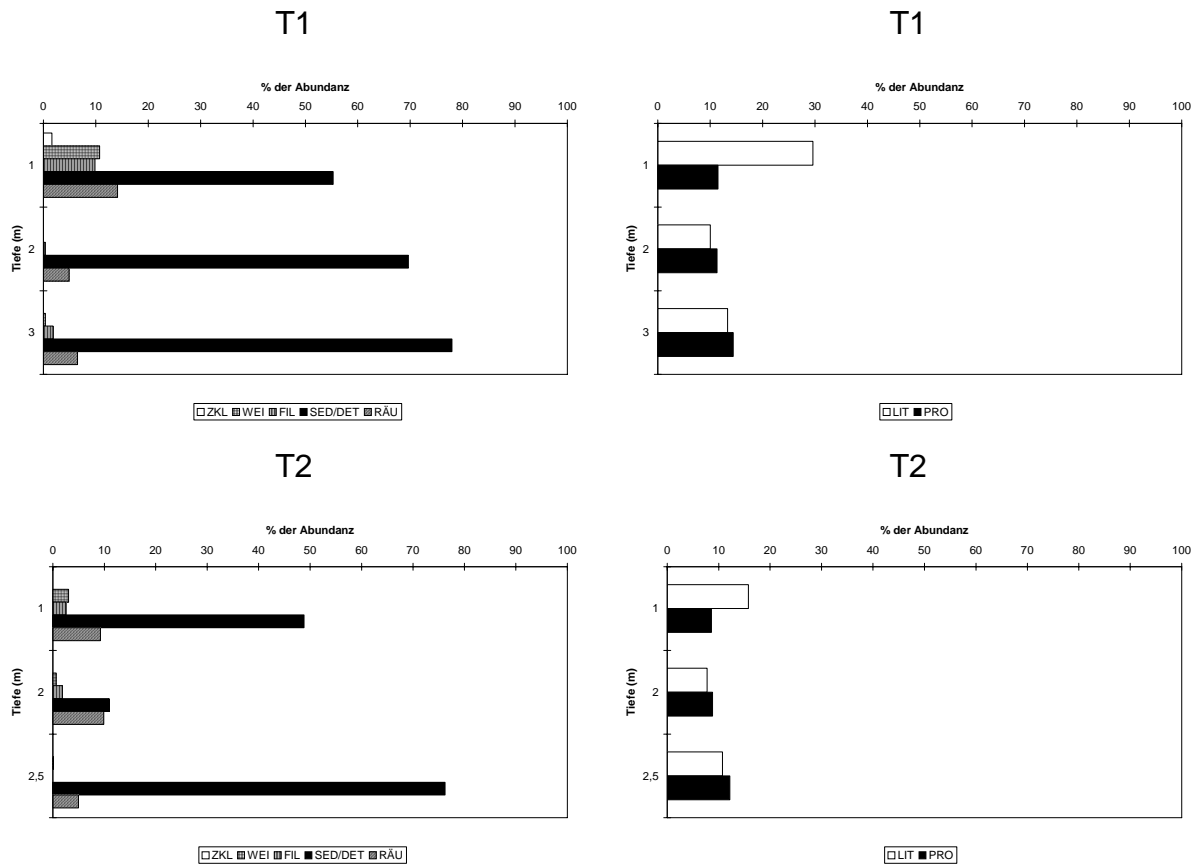 T1
% der Abundanz
0 10 20 30 40 50 60 70 80 90 100
Tiefe (m)
1
2
3
ZKL WEI FIL SED/DET RÄU
T1
% der Abundanz
0 10 20 30 40 50 60 70 80 90 100
Tiefe (m)
1
2
3
LIT PRO
T2
% der Abundanz
0 10 20 30 40 50 60 70 80 90 100
Tiefe (m)
1
2
2,5
ZKL WEI FIL SED/DET RÄU
T2
% der Abundanz
0 10 20 30 40 50 60 70 80 90 100
Tiefe (m)
1
2
2,5
LIT PRO